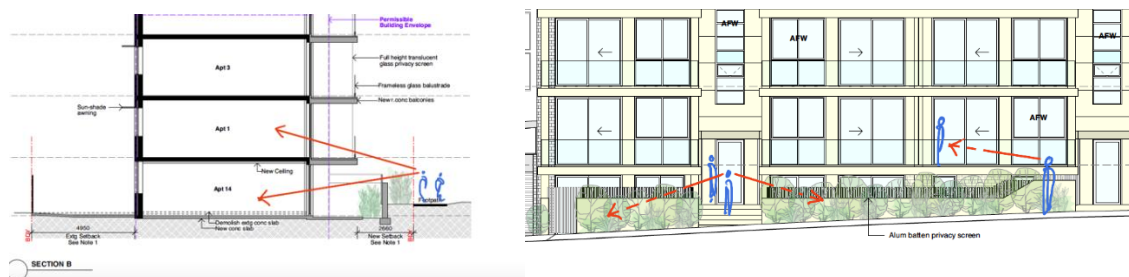 Permissible
Building Envelope
Full height translucent
glass privacy screen
Apt 3
Frameless glass balustrade
New conc balconies
Sun-shade
awning
Apt 1
New Ceiling
Apt 14
Footpath
Demolish extg conc slab
New conc slab
4950
Extg Setback
See Note 1
BDY
2660
New Setback
See Note 1
BDY
SECTION B
AFW
AFW
AFW
Alum batten privacy screen